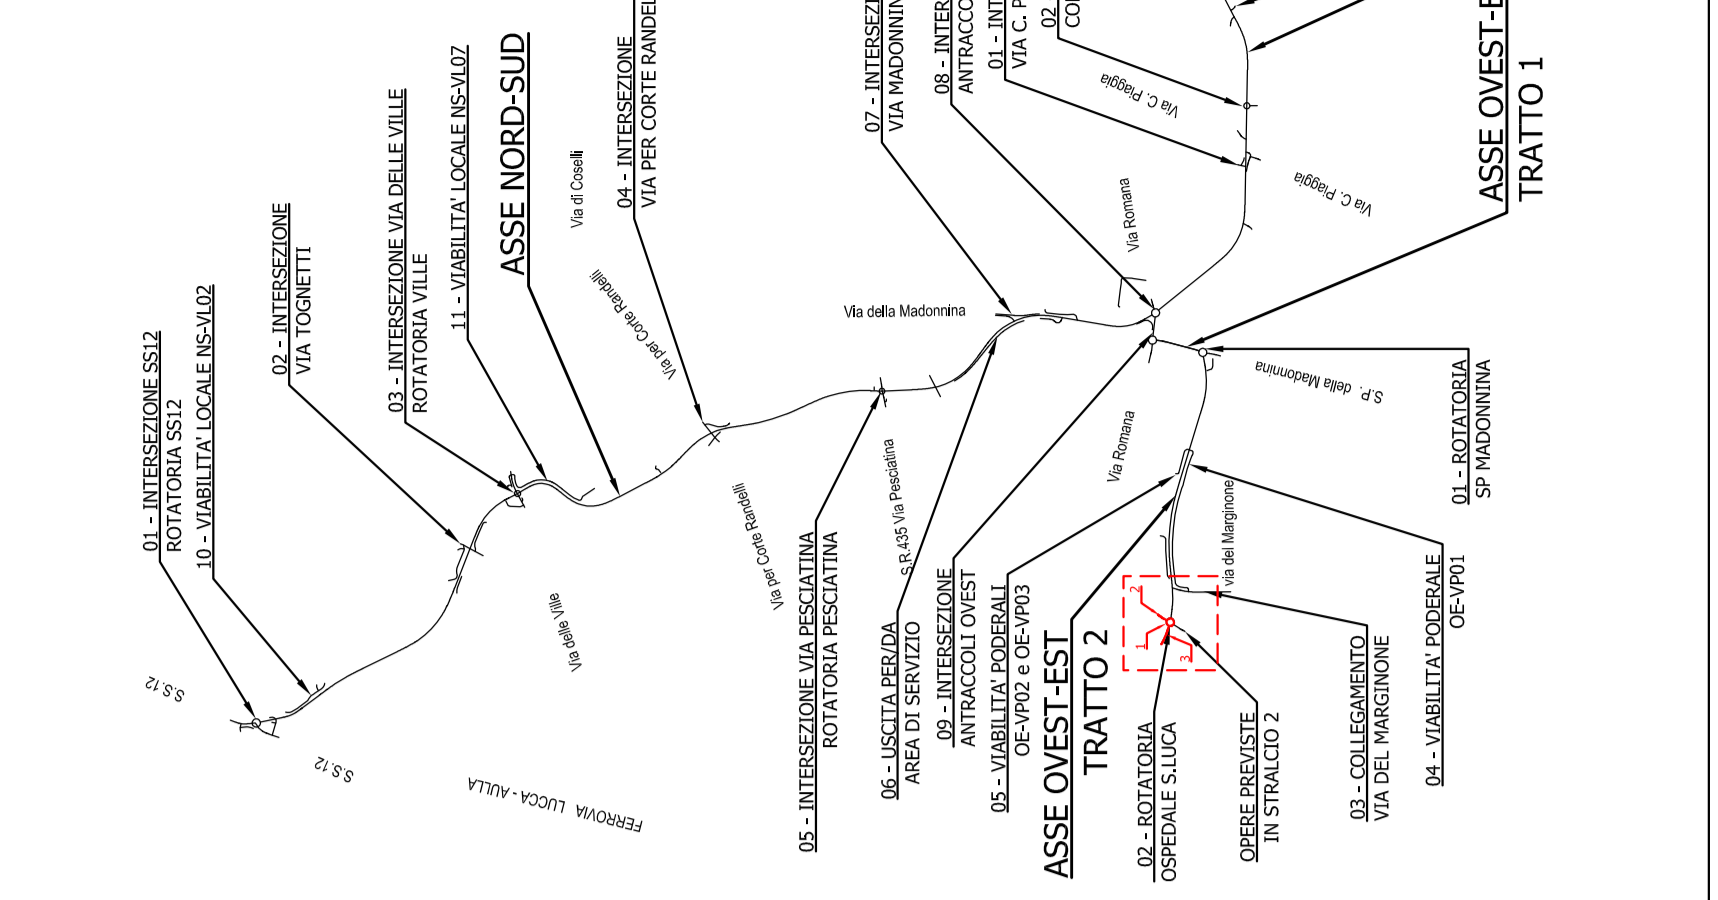 01 - INTERSEZIONE SS12
ROTATORIA SS12
10 - VIABILITA' LOCALE NS-VL02
02 - INTERSEZIONE
VIA TOGNETTI
03 - INTERSEZIONE VIA DELLE VILLE
ROTATORIA VILLE
11 - VIABILITA' LOCALE NS-VL07
ASSE NORD-SUD
Via di Coselli
04 - INTERSEZIONE
VIA PER CORTE RANDEL
Via per Corte Randelli
07 - INTERSEZI
VIA MADONNIN
08 - INTER
ANTRACCO
01 - INT
VIA C. P
02
CO
Via C. Piaggia
Via C. Piaggia
ASSE OVEST-E
TRATTO 1
Via Romana
Via della Madonnina
S.P. della Madonnina
01 - ROTATORIA
SP MADONNINA
Via Romana
S.R.435 Via Pesciatina
Via per Corte Randelli
Via delle Ville
S.S.12
S.S.12
FERROVIA LUCCA - AULLA
05 - INTERSEZIONE VIA PESCIATINA
ROTATORIA PESCIATINA
06 - USCITA PER/DA
AREA DI SERVIZIO
09 - INTERSEZIONE
ANTRACCOLI OVEST
05 - VIABILITA' PODERALI
OE-VP02 e OE-VP03
ASSE OVEST-EST
TRATTO 2
via del Marginone
1
2
3
02 - ROTATORIA
OSPEDALE S.LUCA
OPERE PREVISTE
IN STRALCIO 2
03 - COLLEGAMENTO
VIA DEL MARGINONE
04 - VIABILITA' PODERALE
OE-VP01